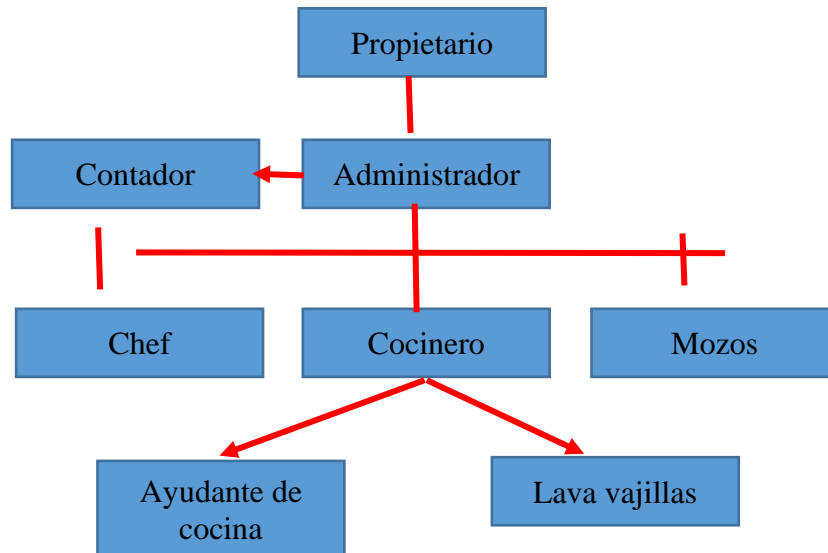 Propietario
Contador
Administrador
Chef
Cocinero
Mozos
Ayudante de
cocina
Lava vajillas